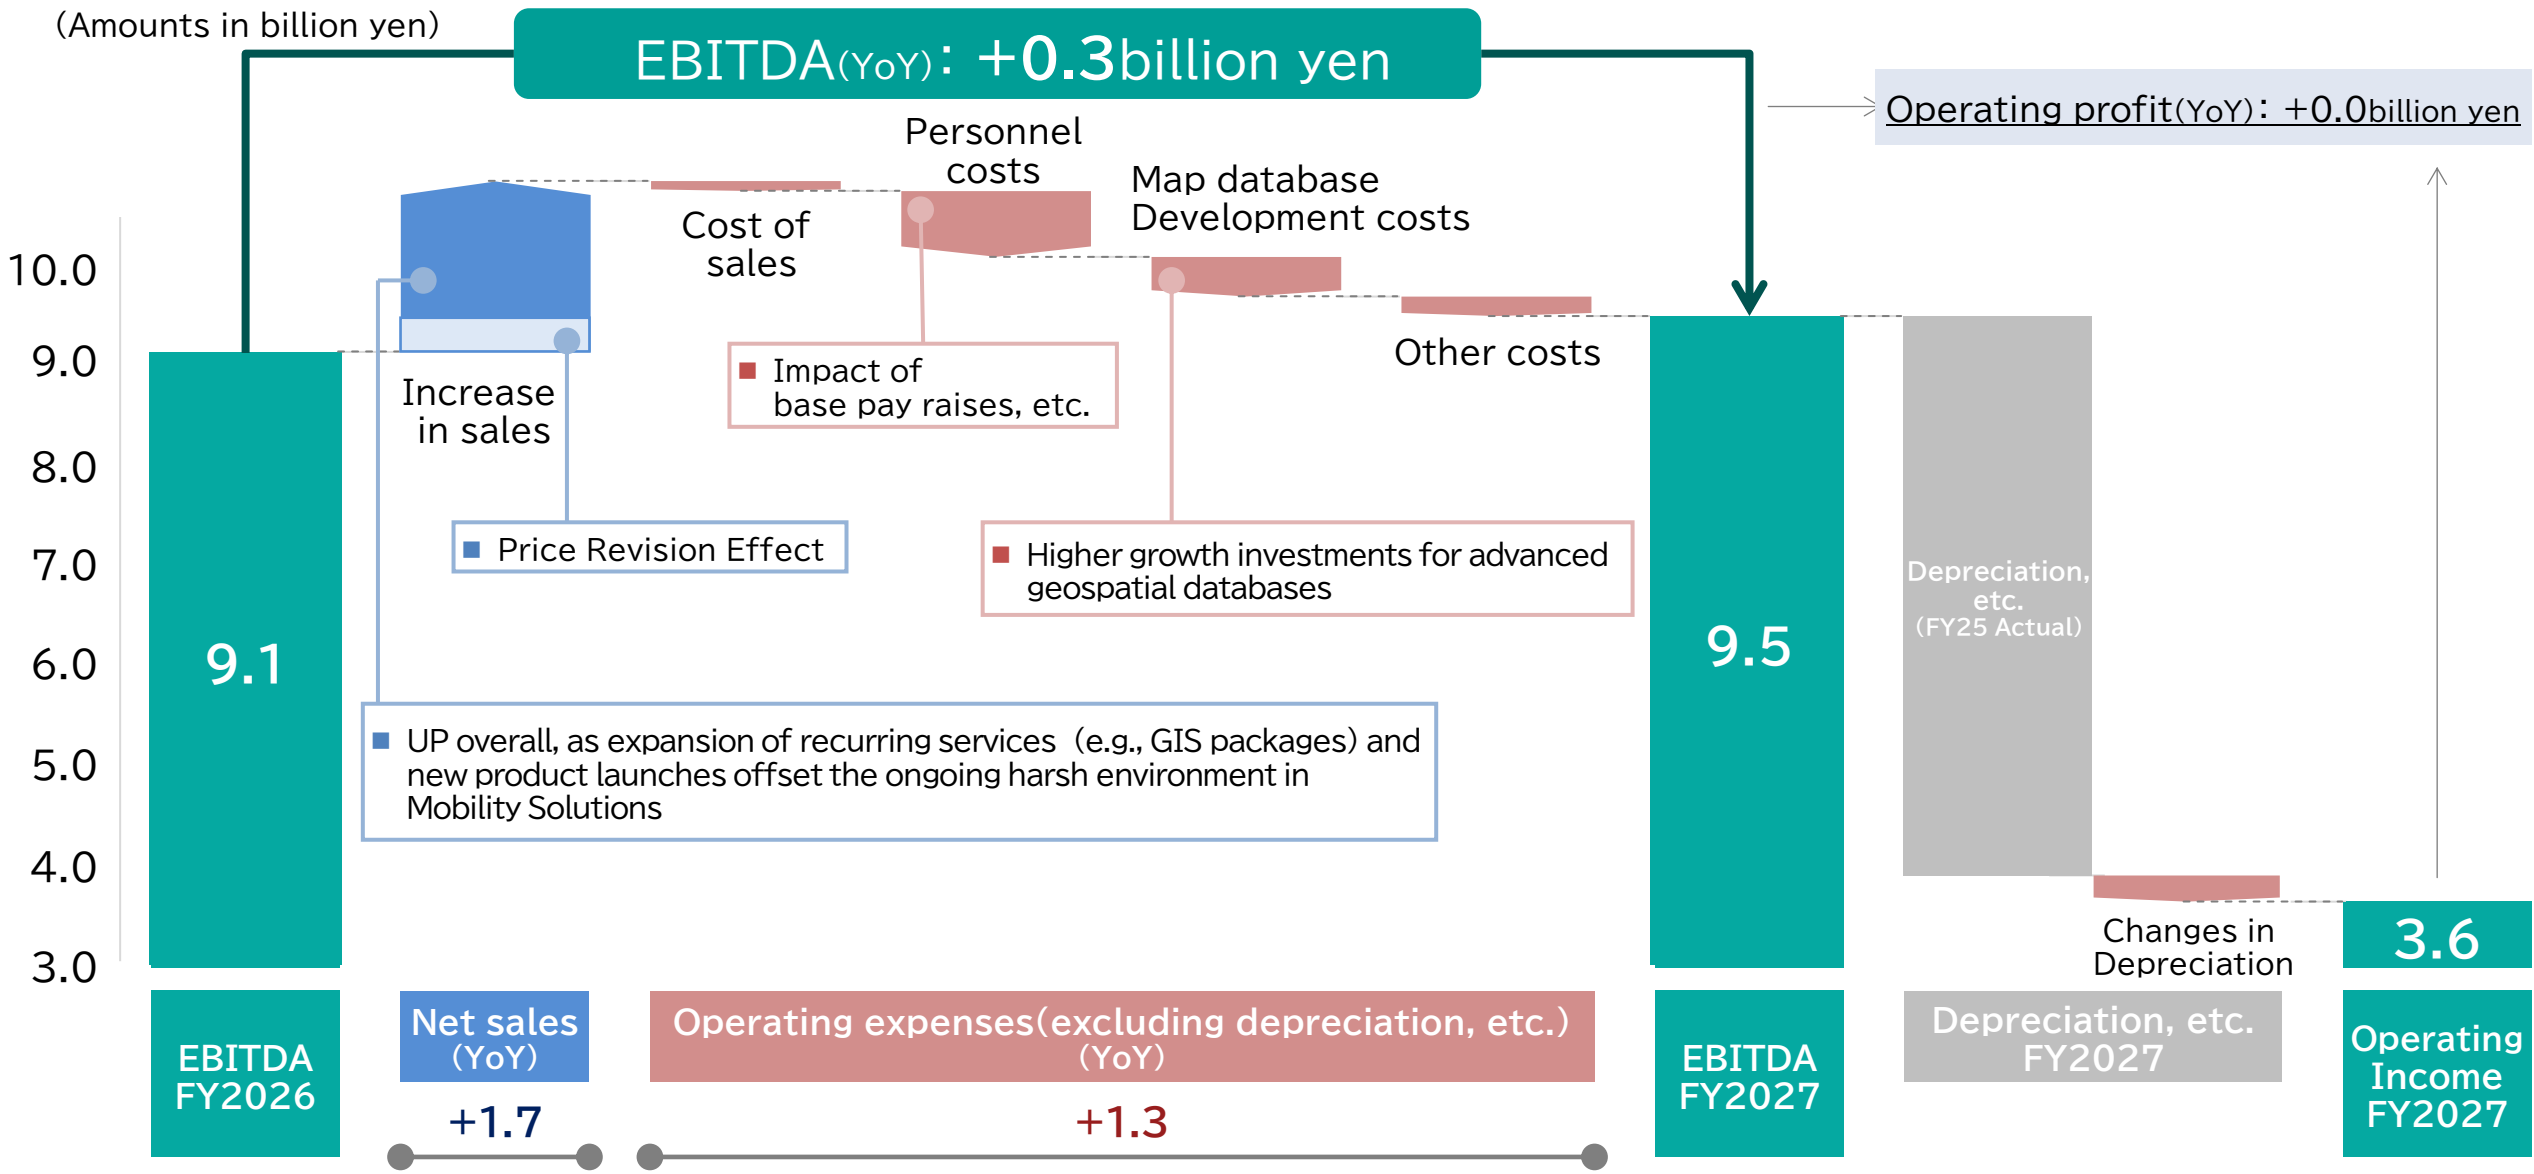 (Amounts in billion yen)
EBITDA(YoY): +0.3billion yen
Operating profit(YoY): +0.0billion yen
Personnel
costs
Map database
Development costs
Cost of
sales
Other costs
Increase
in sales
10.0
9.0
8.0
7.0
6.0
5.0
4.0
3.0
■ Impact of
base pay raises, etc.
■ Price Revision Effect
■ Higher growth investments for advanced
geospatial databases
■ UP overall, as expansion of recurring services (e.g., GIS packages) and
new product launches offset the ongoing harsh environment in
Mobility Solutions
9.1
9.5
Depreciation,
etc.
(FY25 Actual)
Changes in
Depreciation
3.6
EBITDA
FY2026
Net sales
(YoY)
+1.7
Operating expenses(excluding depreciation, etc.)
(YoY)
+1.3
EBITDA
FY2027
Depreciation, etc.
FY2027
Operating
Income
FY2027